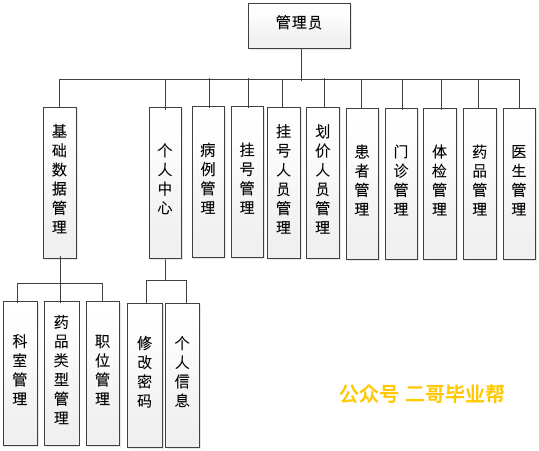 管理员
基础数据管理
个人中心
病例管理
挂号管理
挂号人员管理
划价人员管理
患者管理
门诊管理
体检管理
药品管理
医生管理
科室管理
药品类型管理
职位管理
修改密码
个人信息
公众号 二哥毕业帮